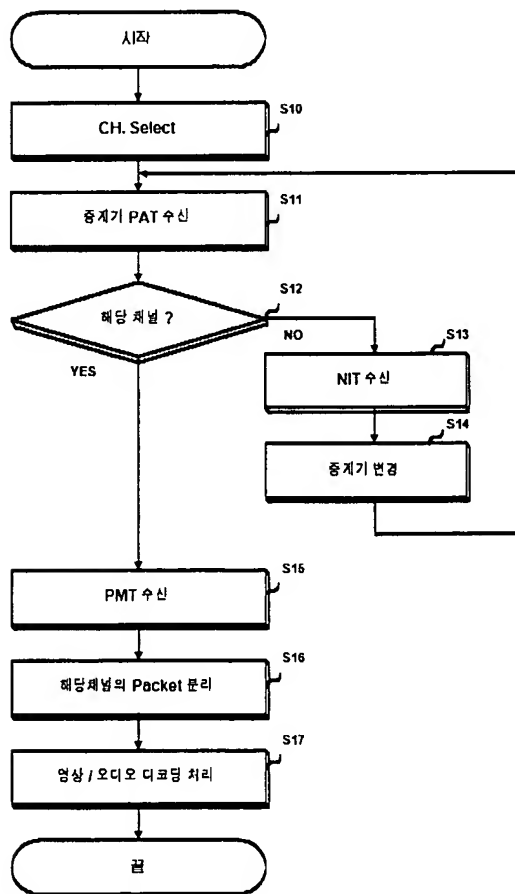 시작
S10
CH. Select
S11
중계기 PAT 수신
S12
해당 채널 ?
NO
YES
S13
NIT 수신
S14
중계기 변경
S15
PMT 수신
S16
해당채널의 Packet 분리
S17
영상 / 오디오 디코딩 처리
끝